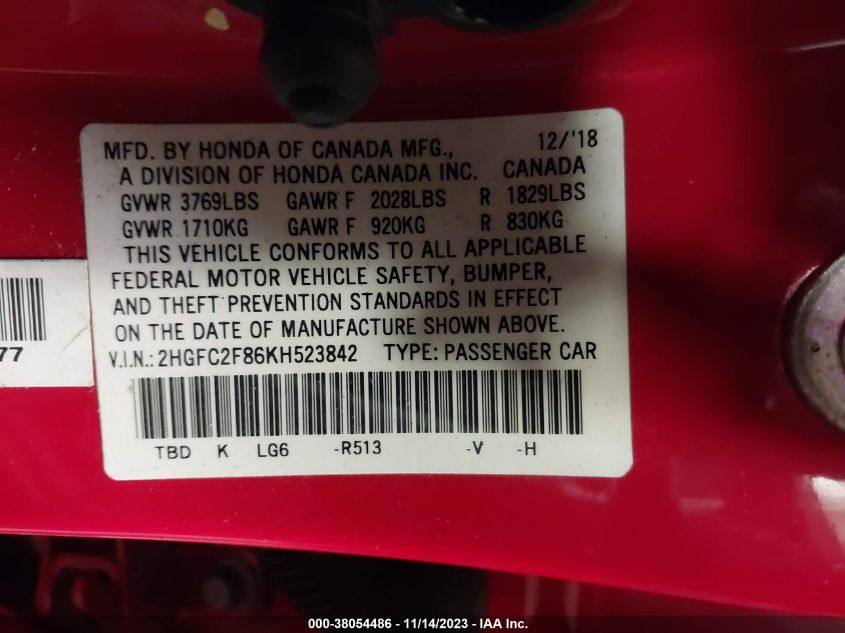 MFD. BY HONDA OF CANADA MFG., 12/'18
A DIVISION OF HONDA CANADA INC. CANADA
GVWR 3769LBS GAWR F 2028LBS R 1829LBS
GVWR 1710KG GAWR F 920KG R 830KG
THIS VEHICLE CONFORMS TO ALL APPLICABLE
FEDERAL MOTOR VEHICLE SAFETY, BUMPER,
AND THEFT PREVENTION STANDARDS IN EFFECT
ON THE DATE OF MANUFACTURE SHOWN ABOVE.
V.I.N.: 2HGFC2F86KH523842 TYPE: PASSENGER CAR
TBD K LG6 -R513 -V -H
77
000-38054486 - 11/14/2023 - IAA Inc.